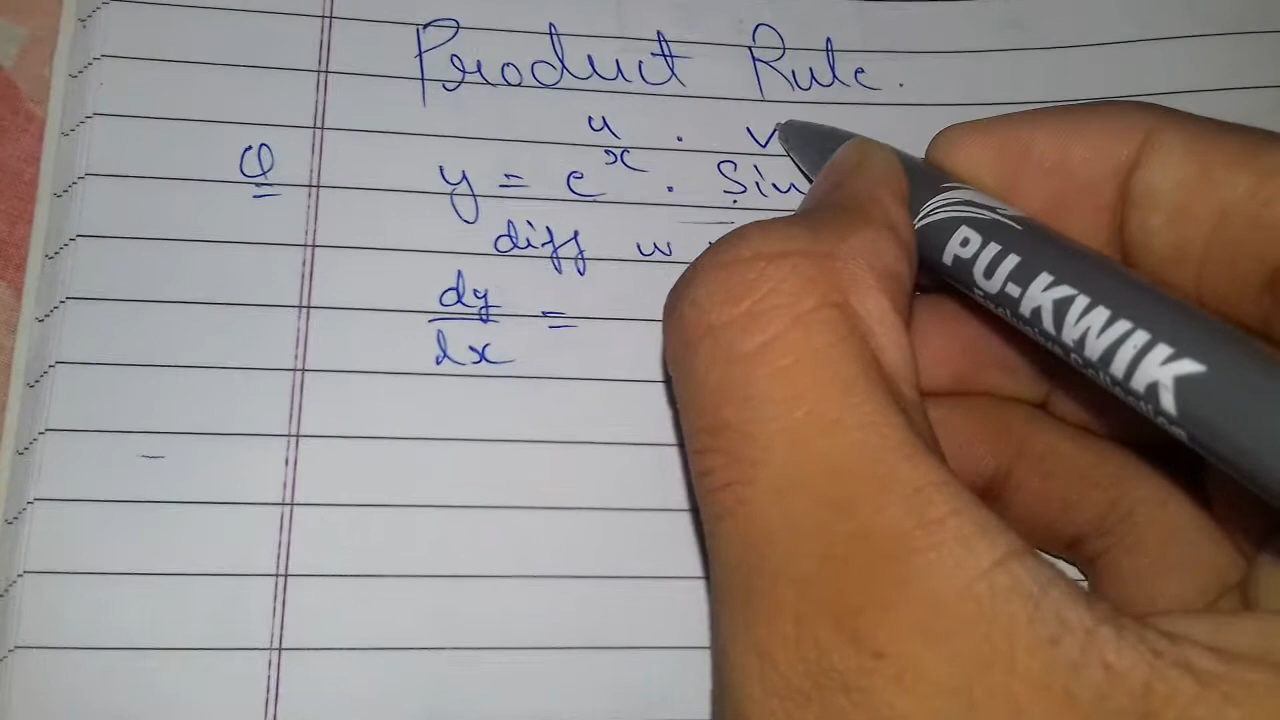 Product Rule.
u . v
Q y = e^x . Sin
diff w
dy
dx =
PU-KWIK